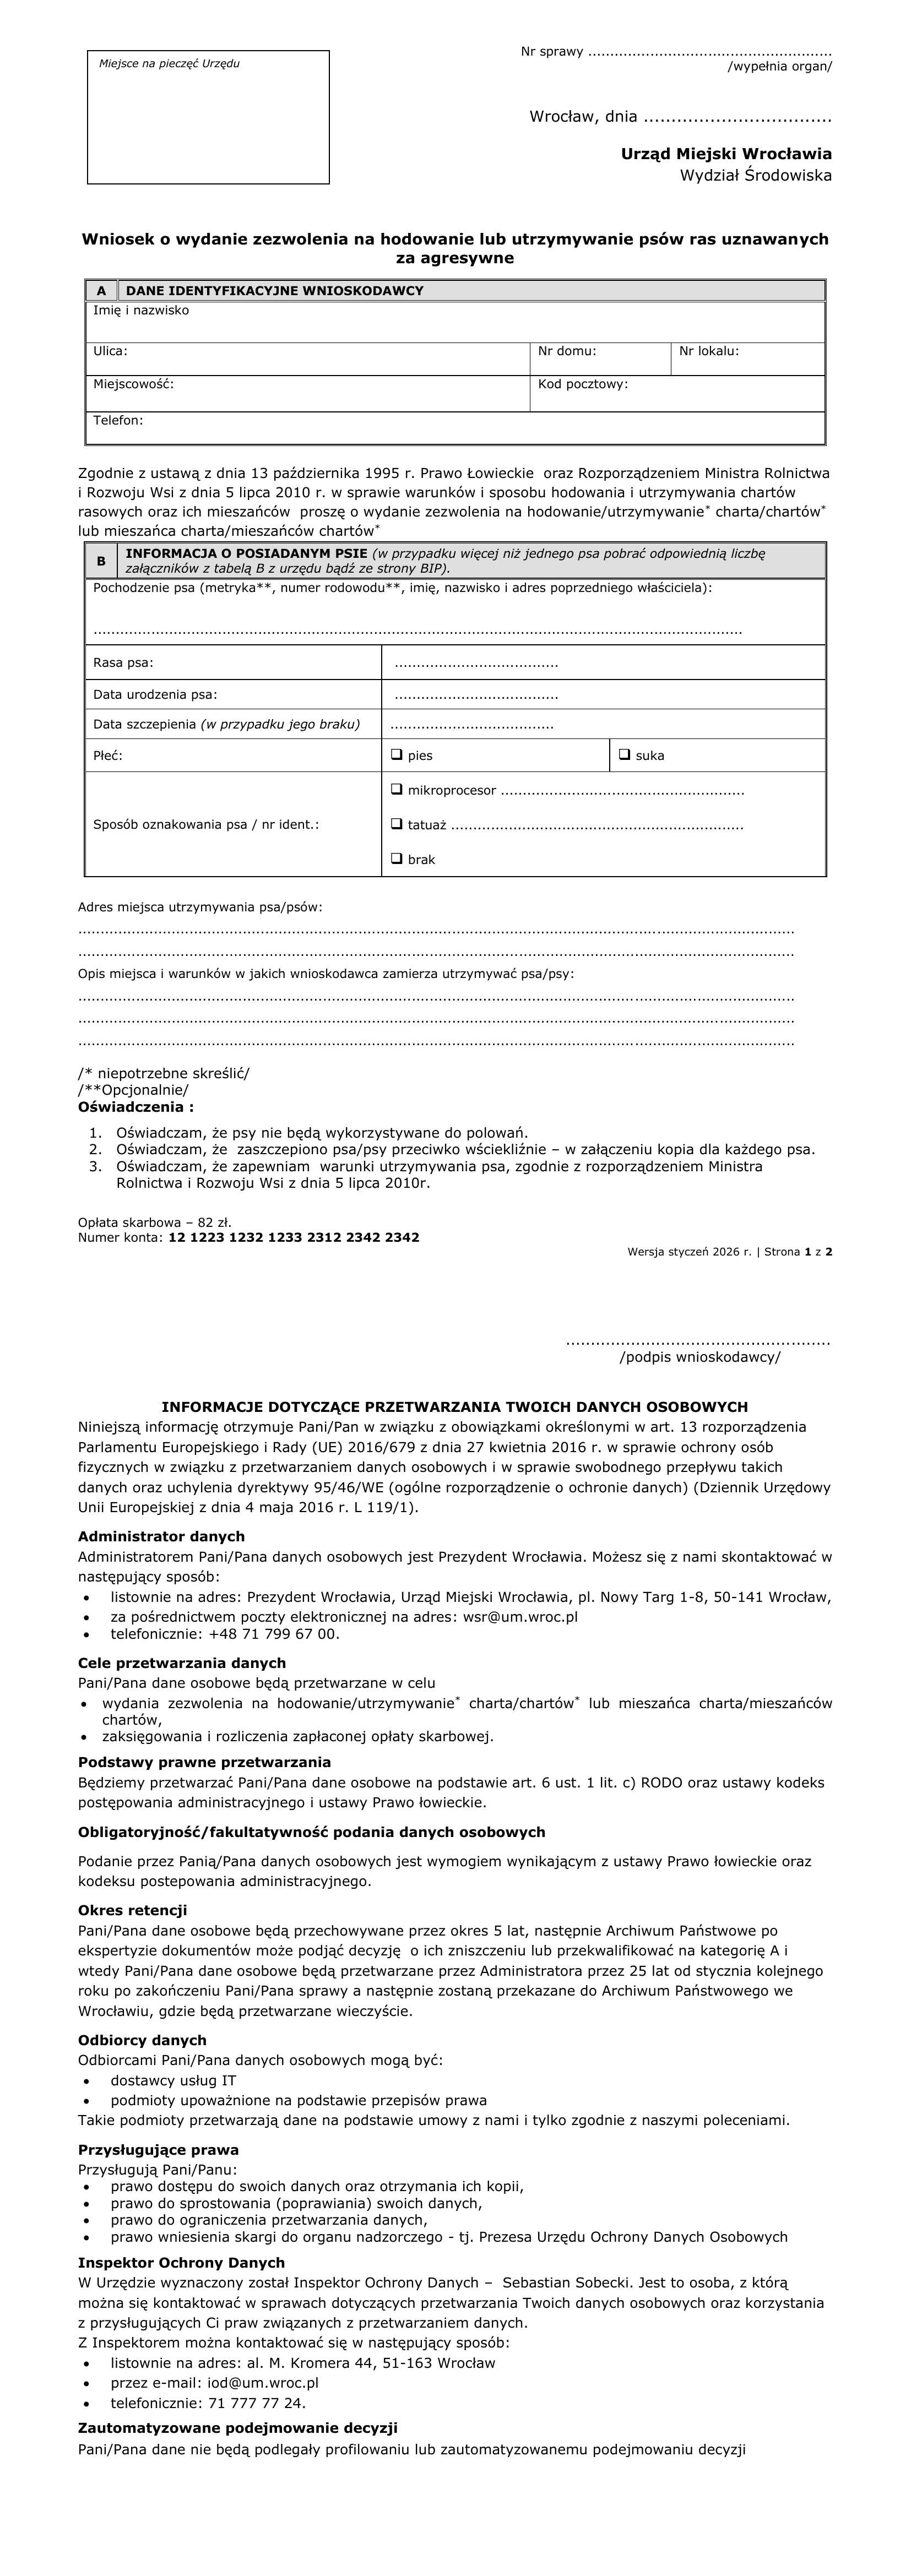 Miejsce na pieczęć Urzędu
Nr sprawy .......................................................
/wypełnia organ/
Wrocław, dnia ..................................
Urząd Miejski Wrocławia
Wydział Środowiska
Wniosek o wydanie zezwolenia na hodowanie lub utrzymywanie psów ras uznawanych
za agresywne
A DANE IDENTYFIKACYJNE WNIOSKODAWCY
Imię i nazwisko
Ulica: Nr domu: Nr lokalu:
Miejscowość: Kod pocztowy:
Telefon:
Zgodnie z ustawą z dnia 13 października 1995 r. Prawo Łowieckie oraz Rozporządzeniem Ministra Rolnictwa
i Rozwoju Wsi z dnia 5 lipca 2010 r. w sprawie warunków i sposobu hodowania i utrzymywania chartów
rasowych oraz ich mieszańców proszę o wydanie zezwolenia na hodowanie/utrzymywanie* charta/chartów*
lub mieszańca charta/mieszańców chartów*
B INFORMACJA O POSIADANYM PSIE (w przypadku więcej niż jednego psa pobrać odpowiednią liczbę
załączników z tabelą B z urzędu bądź ze strony BIP).
Pochodzenie psa (metryka**, numer rodowodu**, imię, nazwisko i adres poprzedniego właściciela):
....................................................................................................................................................
Rasa psa: .....................................
Data urodzenia psa: .....................................
Data szczepienia (w przypadku jego braku) .....................................
Płeć: ❑ pies ❑ suka
❑ mikroprocesor .......................................................
Sposób oznakowania psa / nr ident.: ❑ tatuaż ..................................................................
❑ brak
Adres miejsca utrzymywania psa/psów:
..................................................................................................................................................................
..................................................................................................................................................................
Opis miejsca i warunków w jakich wnioskodawca zamierza utrzymywać psa/psy:
..................................................................................................................................................................
..................................................................................................................................................................
..................................................................................................................................................................
/* niepotrzebne skreślić/
/**Opcjonalnie/
Oświadczenia :
1. Oświadczam, że psy nie będą wykorzystywane do polowań.
2. Oświadczam, że zaszczepiono psa/psy przeciwko wściekliźnie – w załączeniu kopia dla każdego psa.
3. Oświadczam, że zapewniam warunki utrzymywania psa, zgodnie z rozporządzeniem Ministra
Rolnictwa i Rozwoju Wsi z dnia 5 lipca 2010r.
Opłata skarbowa – 82 zł.
Numer konta: 12 1223 1232 1233 2312 2342 2342
Wersja styczeń 2026 r. | Strona 1 z 2
......................................................
/podpis wnioskodawcy/
INFORMACJE DOTYCZĄCE PRZETWARZANIA TWOICH DANYCH OSOBOWYCH
Niniejszą informację otrzymuje Pani/Pan w związku z obowiązkami określonymi w art. 13 rozporządzenia
Parlamentu Europejskiego i Rady (UE) 2016/679 z dnia 27 kwietnia 2016 r. w sprawie ochrony osób
fizycznych w związku z przetwarzaniem danych osobowych i w sprawie swobodnego przepływu takich
danych oraz uchylenia dyrektywy 95/46/WE (ogólne rozporządzenie o ochronie danych) (Dziennik Urzędowy
Unii Europejskiej z dnia 4 maja 2016 r. L 119/1).
Administrator danych
Administratorem Pani/Pana danych osobowych jest Prezydent Wrocławia. Możesz się z nami skontaktować w
następujący sposób:
• listownie na adres: Prezydent Wrocławia, Urząd Miejski Wrocławia, pl. Nowy Targ 1-8, 50-141 Wrocław,
• za pośrednictwem poczty elektronicznej na adres: wsr@um.wroc.pl
• telefonicznie: +48 71 799 67 00.
Cele przetwarzania danych
Pani/Pana dane osobowe będą przetwarzane w celu
• wydania zezwolenia na hodowanie/utrzymywanie* charta/chartów* lub mieszańca charta/mieszańców
chartów,
• zaksięgowania i rozliczenia zapłaconej opłaty skarbowej.
Podstawy prawne przetwarzania
Będziemy przetwarzać Pani/Pana dane osobowe na podstawie art. 6 ust. 1 lit. c) RODO oraz ustawy kodeks
postępowania administracyjnego i ustawy Prawo łowieckie.
Obligatoryjność/fakultatywność podania danych osobowych
Podanie przez Panią/Pana danych osobowych jest wymogiem wynikającym z ustawy Prawo łowieckie oraz
kodeksu postepowania administracyjnego.
Okres retencji
Pani/Pana dane osobowe będą przechowywane przez okres 5 lat, następnie Archiwum Państwowe po
ekspertyzie dokumentów może podjąć decyzję o ich zniszczeniu lub przekwalifikować na kategorię A i
wtedy Pani/Pana dane osobowe będą przetwarzane przez Administratora przez 25 lat od stycznia kolejnego
roku po zakończeniu Pani/Pana sprawy a następnie zostaną przekazane do Archiwum Państwowego we
Wrocławiu, gdzie będą przetwarzane wieczyście.
Odbiorcy danych
Odbiorcami Pani/Pana danych osobowych mogą być:
• dostawcy usług IT
• podmioty upoważnione na podstawie przepisów prawa
Takie podmioty przetwarzają dane na podstawie umowy z nami i tylko zgodnie z naszymi poleceniami.
Przysługujące prawa
Przysługują Pani/Panu:
• prawo dostępu do swoich danych oraz otrzymania ich kopii,
• prawo do sprostowania (poprawiania) swoich danych,
• prawo do ograniczenia przetwarzania danych,
• prawo wniesienia skargi do organu nadzorczego - tj. Prezesa Urzędu Ochrony Danych Osobowych
Inspektor Ochrony Danych
W Urzędzie wyznaczony został Inspektor Ochrony Danych – Sebastian Sobecki. Jest to osoba, z którą
można się kontaktować w sprawach dotyczących przetwarzania Twoich danych osobowych oraz korzystania
z przysługujących Ci praw związanych z przetwarzaniem danych.
Z Inspektorem można kontaktować się w następujący sposób:
• listownie na adres: al. M. Kromera 44, 51-163 Wrocław
• przez e-mail: iod@um.wroc.pl
• telefonicznie: 71 777 77 24.
Zautomatyzowane podejmowanie decyzji
Pani/Pana dane nie będą podlegały profilowaniu lub zautomatyzowanemu podejmowaniu decyzji